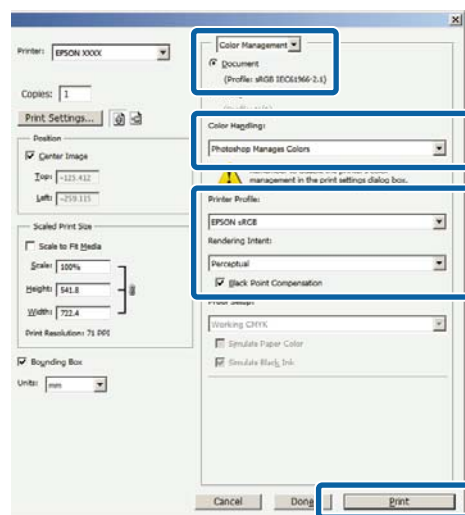 Printer: EPSON XXXX
Copies: 1
Print Settings...
Position
Center Image
Top: -125.412
Left: -259.115
Scaled Print Size
Scale to Fit Media
Scale: 100%
Height: 541.8
Width: 722.4
Print Resolution: 71 PPI
Bounding Box
Units: mm
Color Management
Document
(Profile: sRGB IEC61966-2.1)
Color Handling:
Photoshop Manages Colors
management in the print settings dialog box.
Printer Profile:
EPSON sRGB
Rendering Intent:
Perceptual
Black Point Compensation
Proof Setup:
Working CMYK
Simulate Paper Color
Simulate Black Ink
Cancel
Done
Print